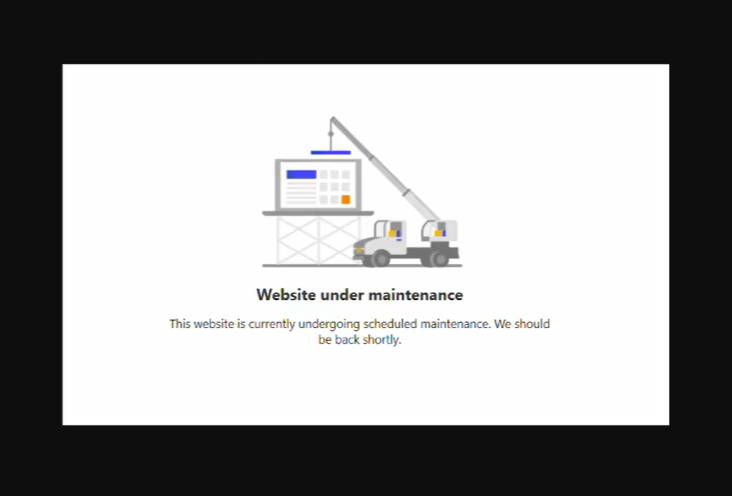 Website under maintenance
This website is currently undergoing scheduled maintenance. We should
be back shortly.